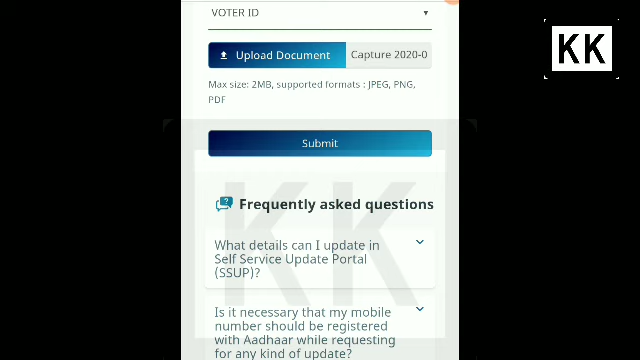 VOTER ID
KK
Upload Document Capture 2020-0
Max size: 2MB, supported formats : JPEG, PNG,
PDF
Submit
KK
Frequently asked questions
What details can I update in
Self Service Update Portal
(SSUP)?
Is it necessary that my mobile
number should be registered
with Aadhaar while requesting
for any kind of update?